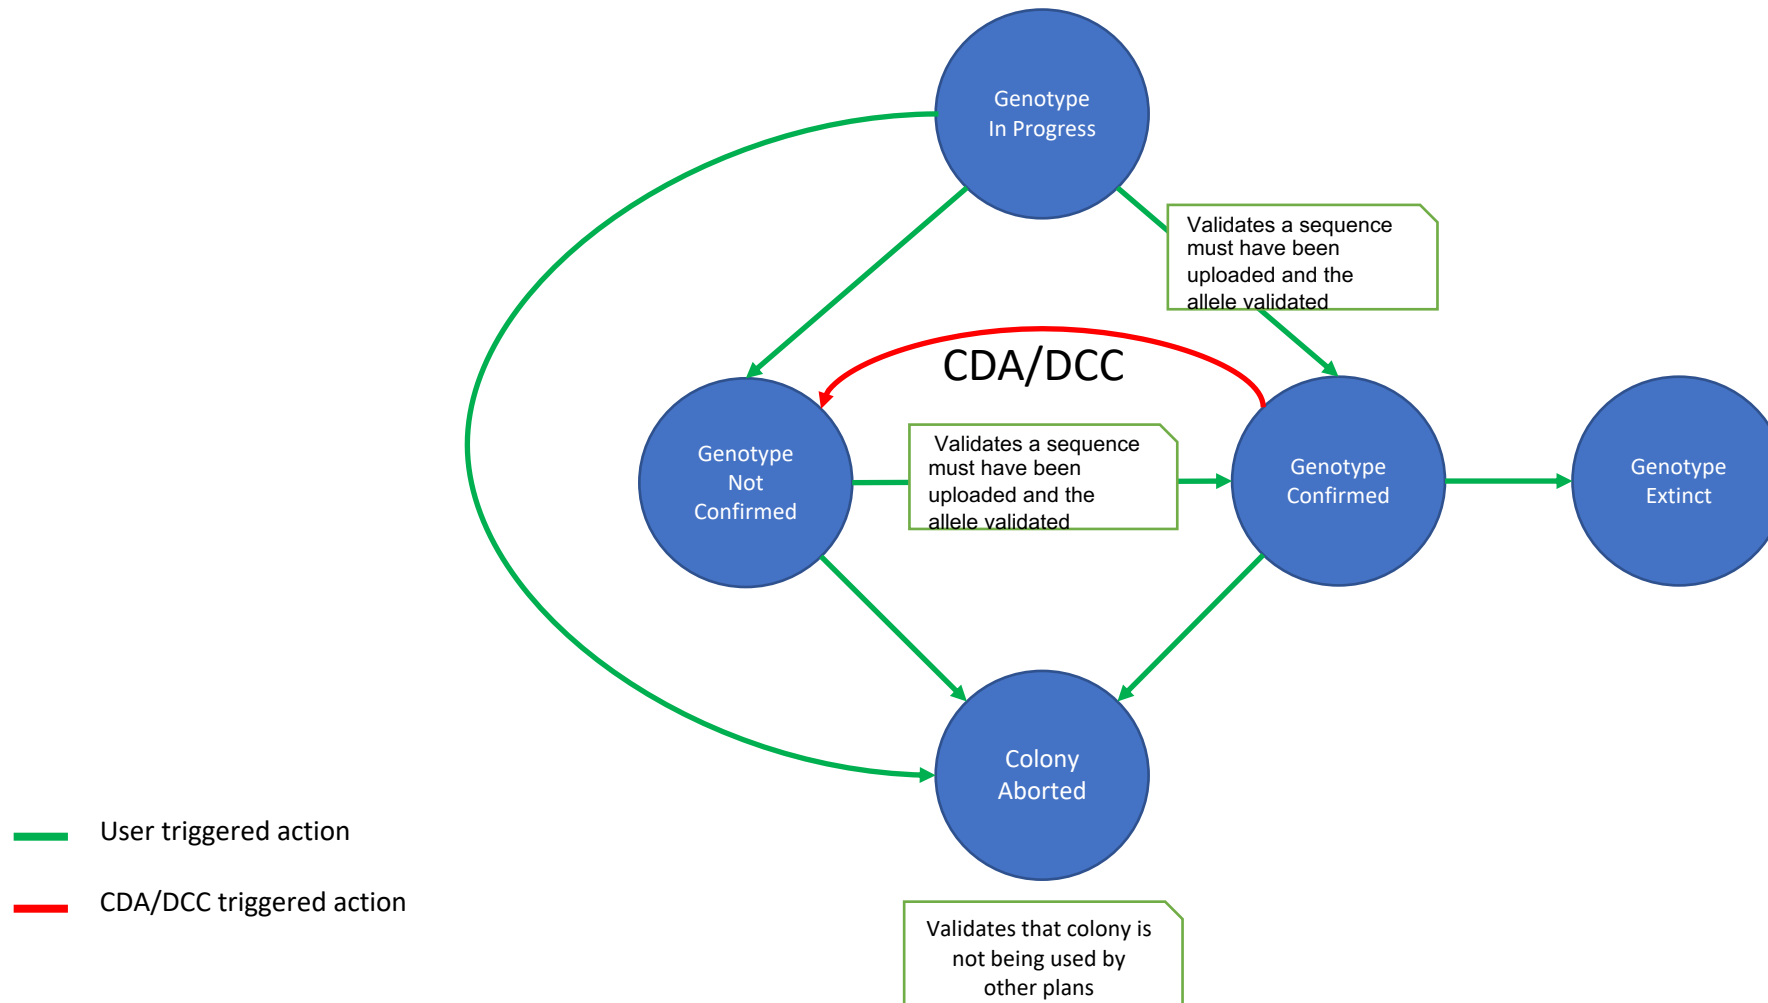 Genotype
In Progress
Validates a sequence
must have been
uploaded and the
allele validated
CDA/DCC
Genotype
Not
Confirmed
Validates a sequence
must have been
uploaded and the
allele validated
Genotype
Confirmed
Genotype
Extinct
Colony
Aborted
User triggered action
CDA/DCC triggered action
Validates that colony is
not being used by
other plans